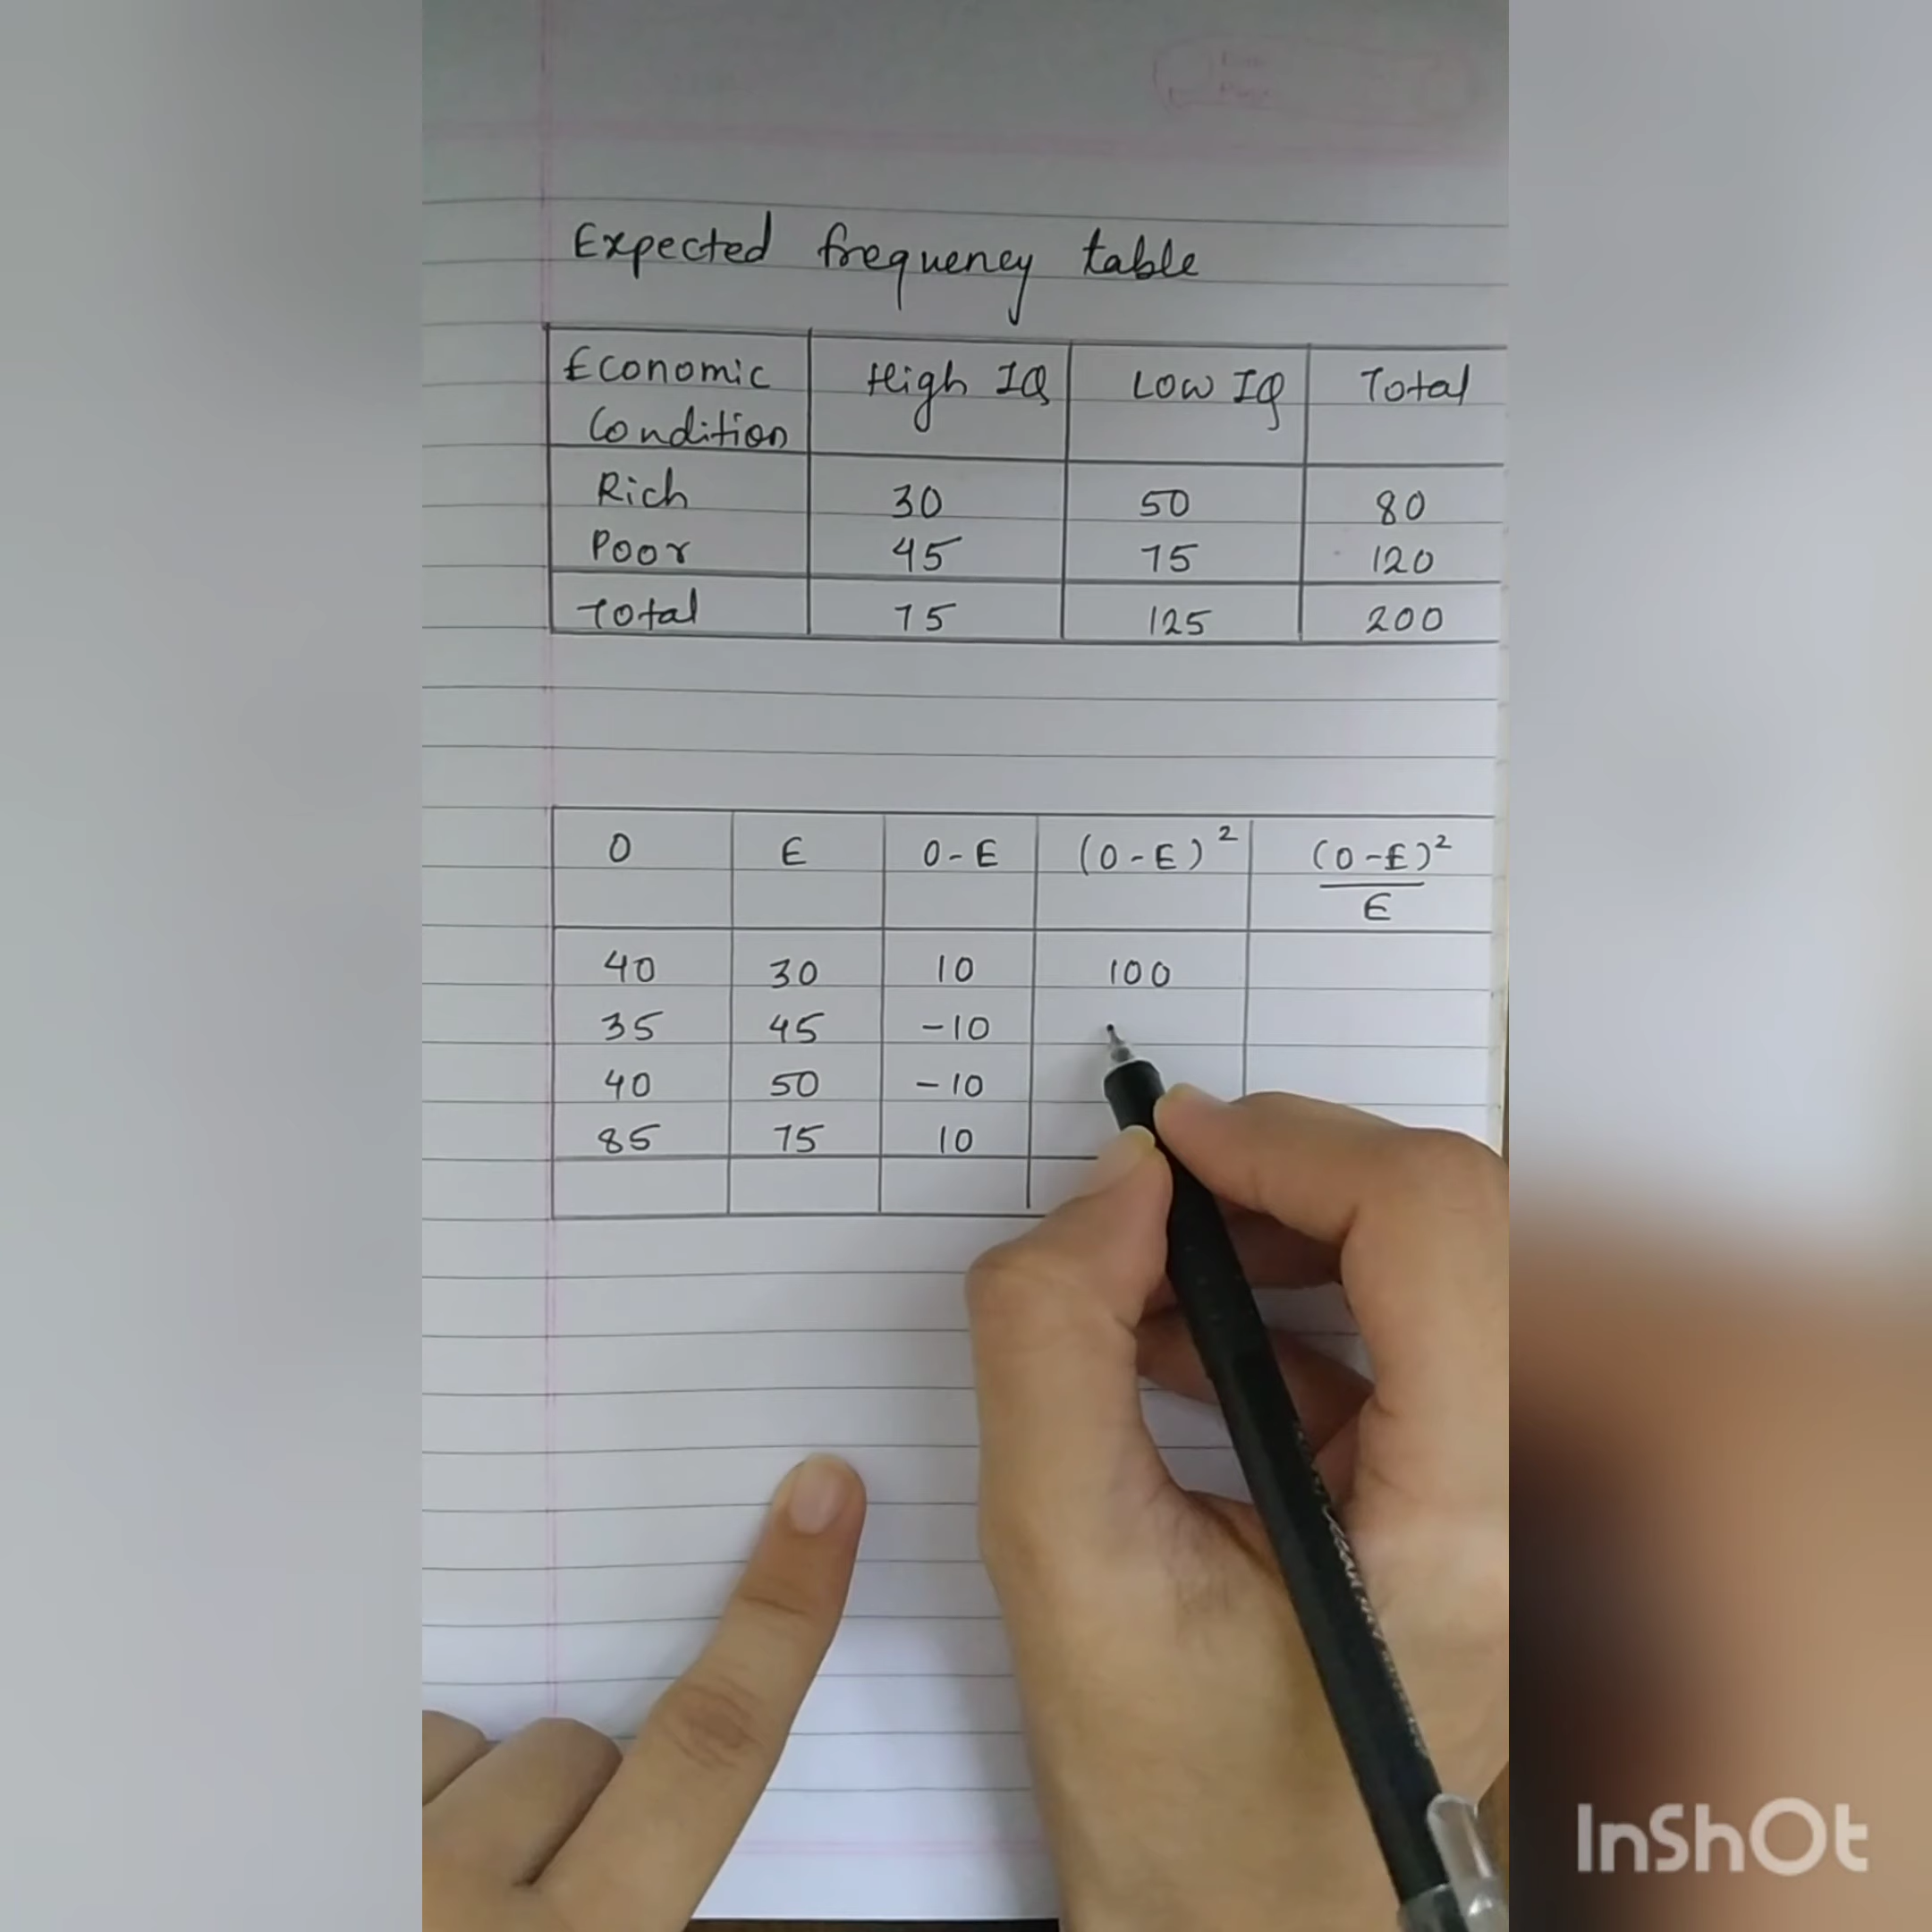 Expected frequency table
Economic Condition High IQ Low IQ Total
Rich 30 50 80
Poor 45 75 120
Total 75 125 200
O E O-E (O-E)² (O-E)²/E
40 30 10 100
35 45 -10
40 50 -10
85 75 10
InShOt